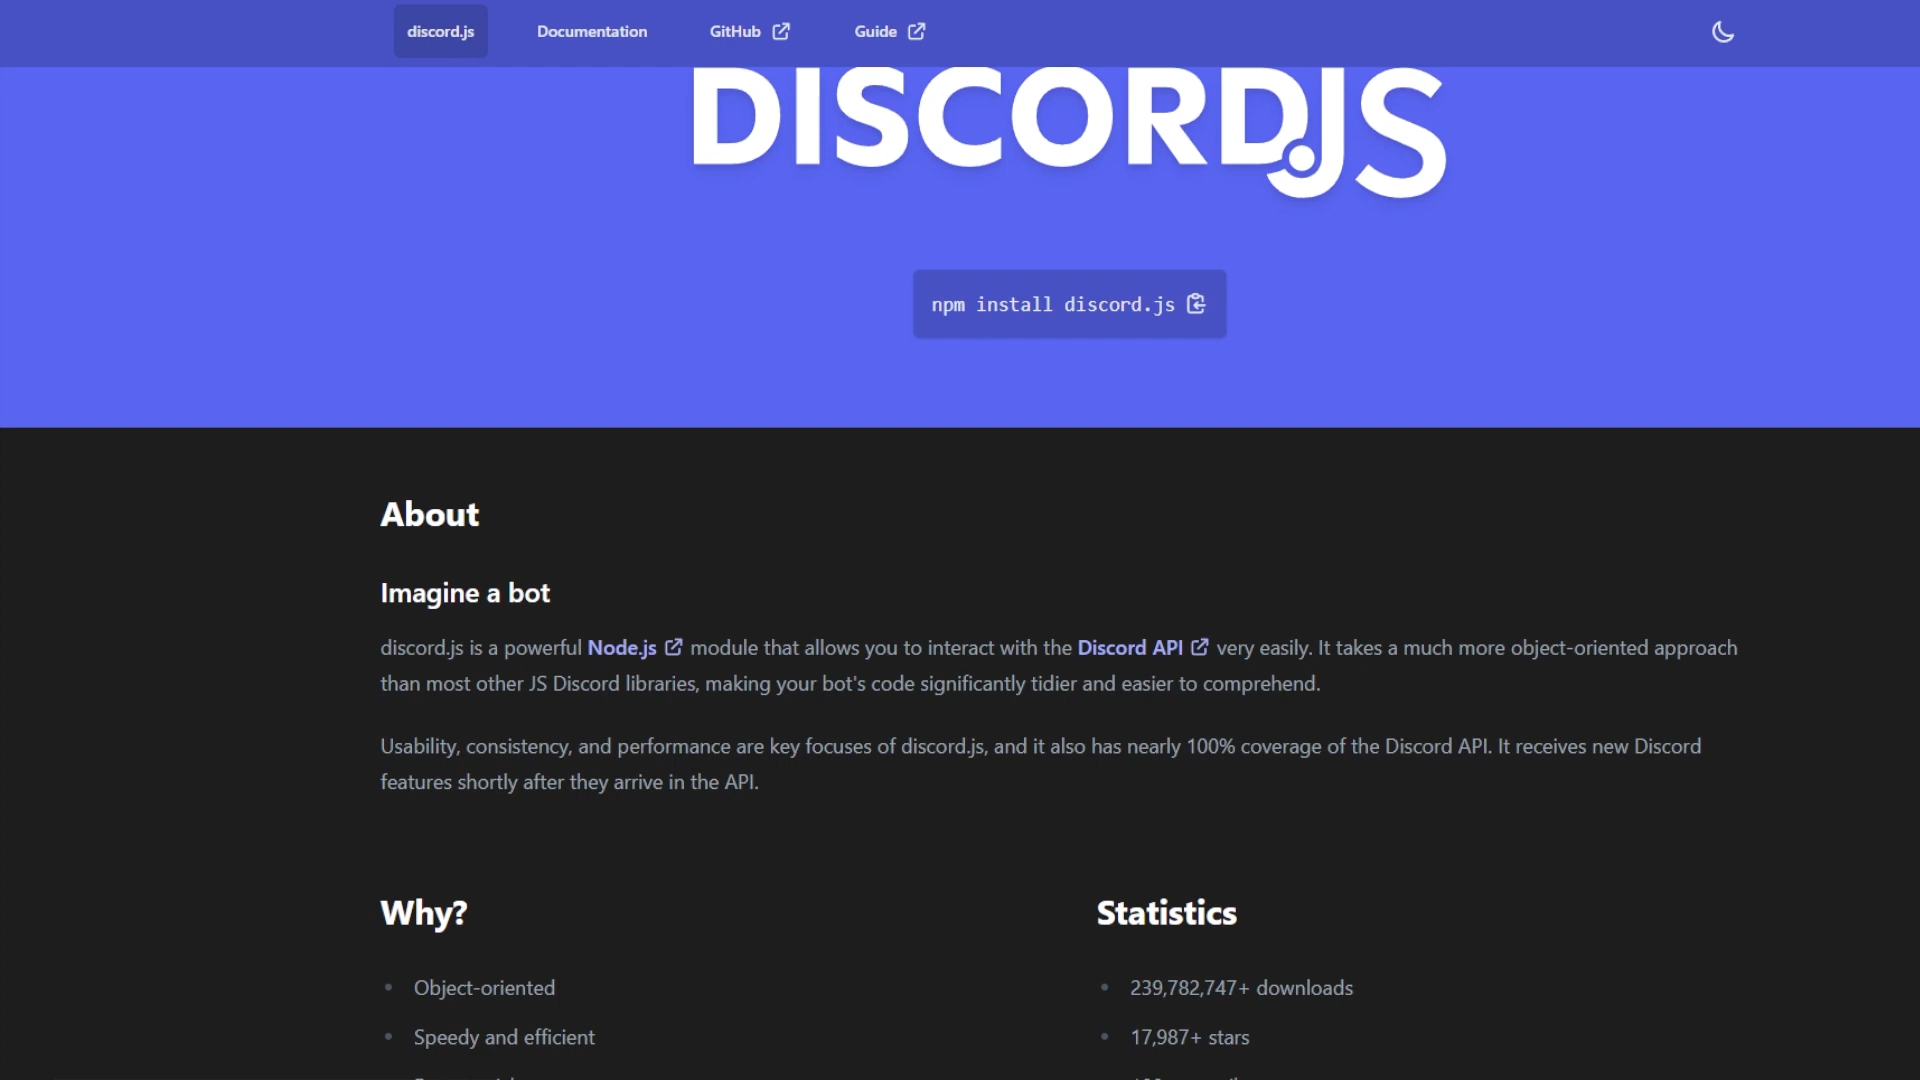 discord.js
Documentation
GitHub
Guide
DISCORD.JS
npm install discord.js
About
Imagine a bot
discord.js is a powerful Node.js module that allows you to interact with the Discord API very easily. It takes a much more object-oriented approach
than most other JS Discord libraries, making your bot's code significantly tidier and easier to comprehend.
Usability, consistency, and performance are key focuses of discord.js, and it also has nearly 100% coverage of the Discord API. It receives new Discord
features shortly after they arrive in the API.
Why?
Object-oriented
Speedy and efficient
Statistics
239,782,747+ downloads
17,987+ stars